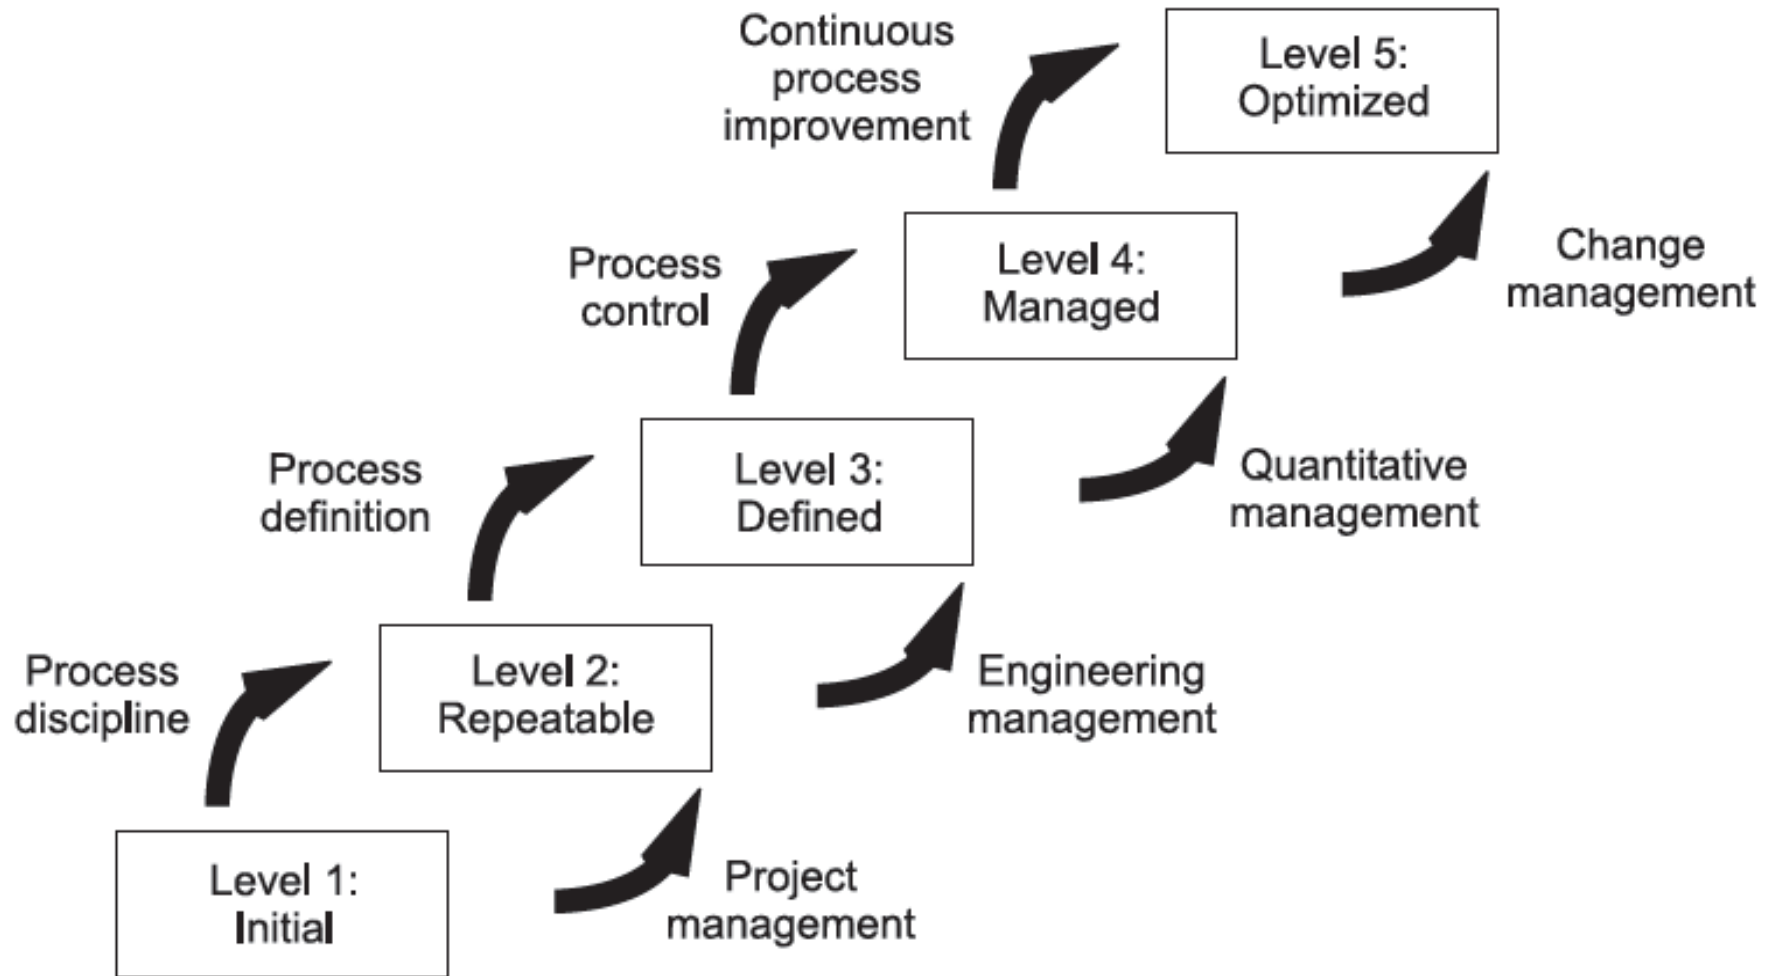 Continuous
process
improvement
Level 5:
Optimized
Process
control
Level 4:
Managed
Change
management
Process
definition
Level 3:
Defined
Quantitative
management
Process
discipline
Level 2:
Repeatable
Engineering
management
Level 1:
Initial
Project
management